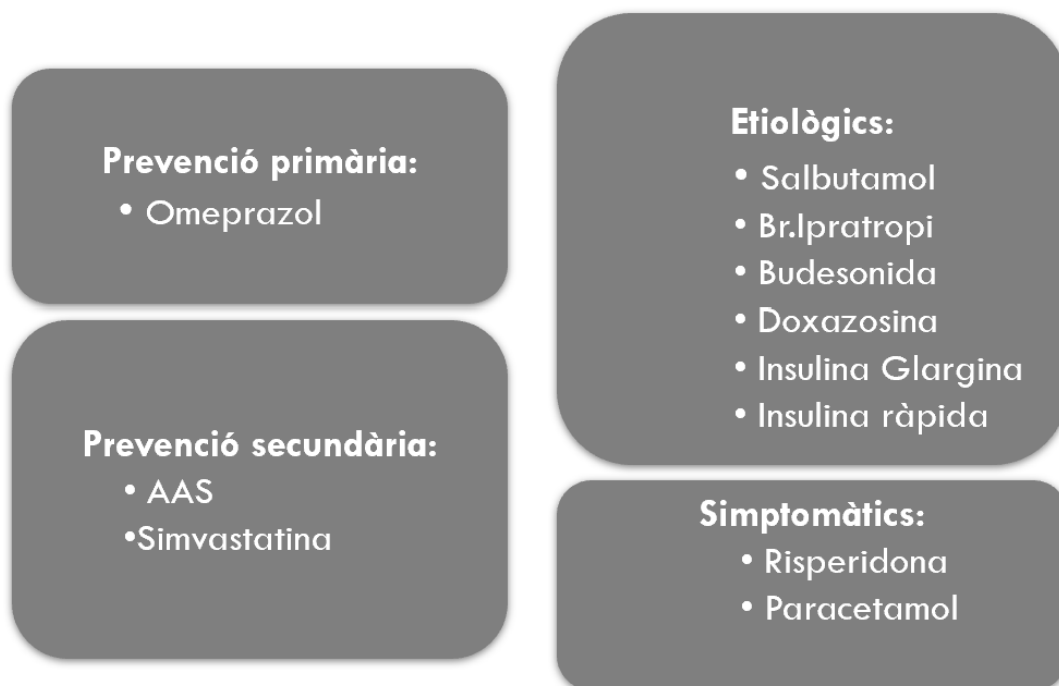 Prevenció primària:
• Omeprazol
Prevenció secundària:
• AAS
•Simvastatina
Etiològics:
• Salbutamol
• Br.Ipratropi
• Budesonida
• Doxazosina
• Insulina Glargina
• Insulina ràpida
Simptomàtics:
• Risperidona
• Paracetamol